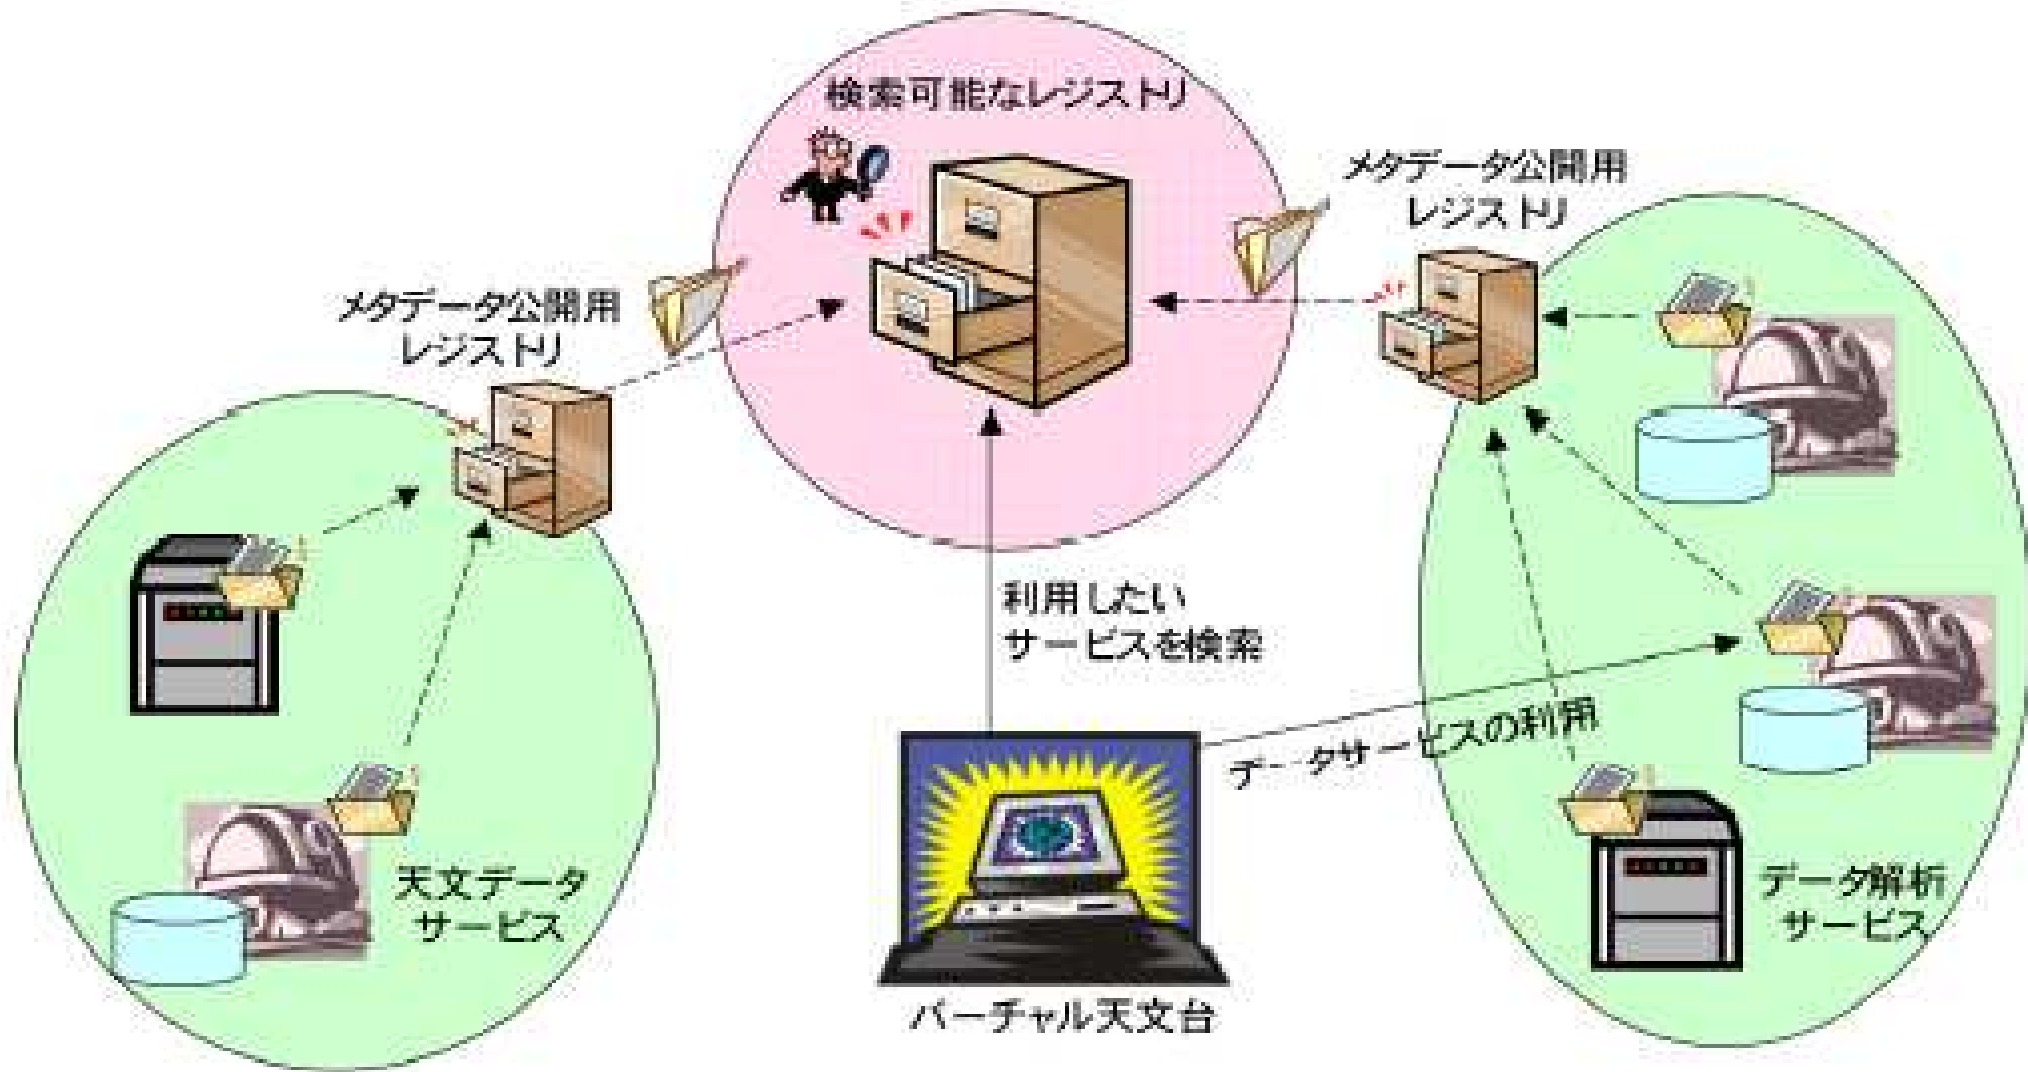 検索可能なレジストリ
メタデータ公開用
レジストリ
メタデータ公開用
レジストリ
利用したい
サービスを検索
データサービスの利用
天文データ
サービス
データ解析
サービス
バーチャル天文台